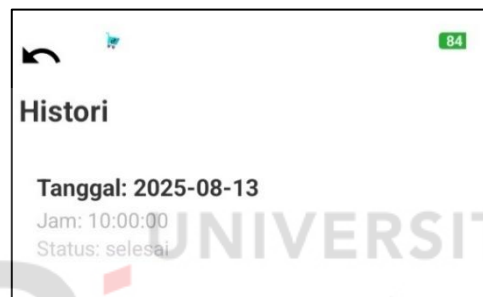 84
Histori
Tanggal: 2025-08-13
Jam: 10:00:00
Status: selesai
UNIVERSIT